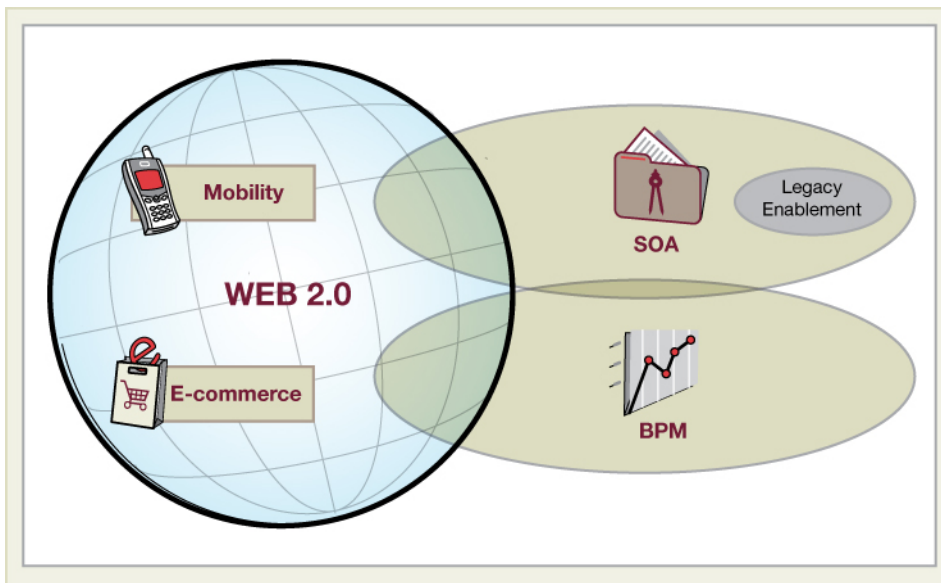 Mobility
WEB 2.0
e
E-commerce
SOA
Legacy
Enablement
BPM